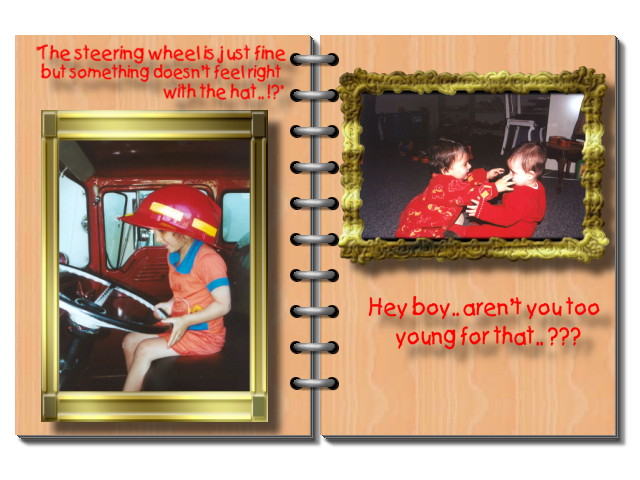 "The steering wheel is just fine
but something doesn't feel right
with the hat..!?"
Hey boy.. aren't you too
young for that.. ???